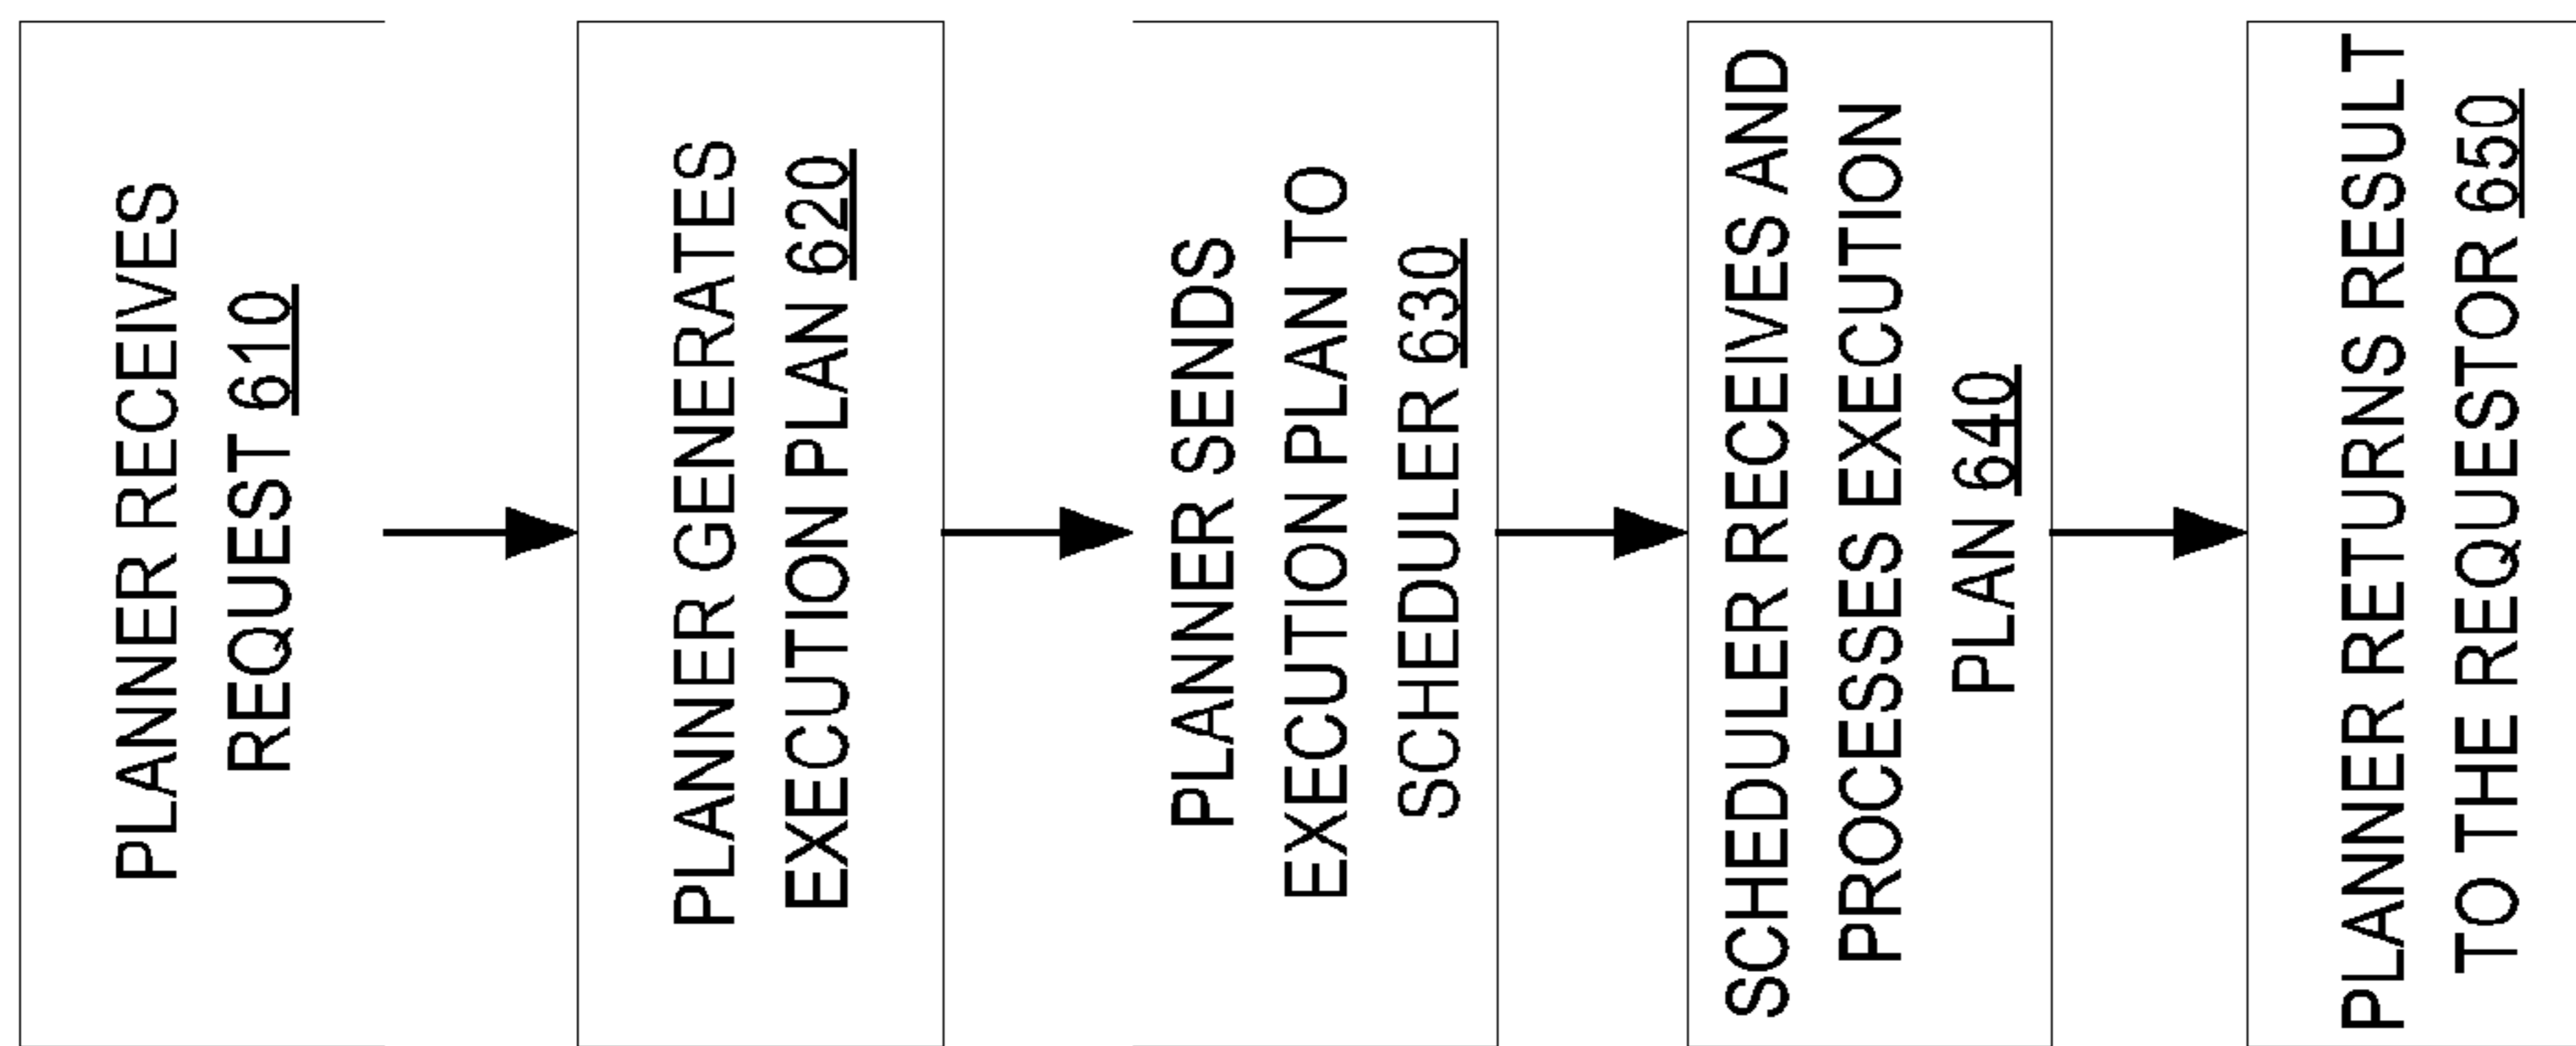 PLANNER RECEIVES
REQUEST 610
PLANNER GENERATES
EXECUTION PLAN 620
PLANNER SENDS
EXECUTION PLAN TO
SCHEDULER 630
SCHEDULER RECEIVES AND
PROCESSES EXECUTION
PLAN 640
PLANNER RETURNS RESULT
TO THE REQUESTOR 650